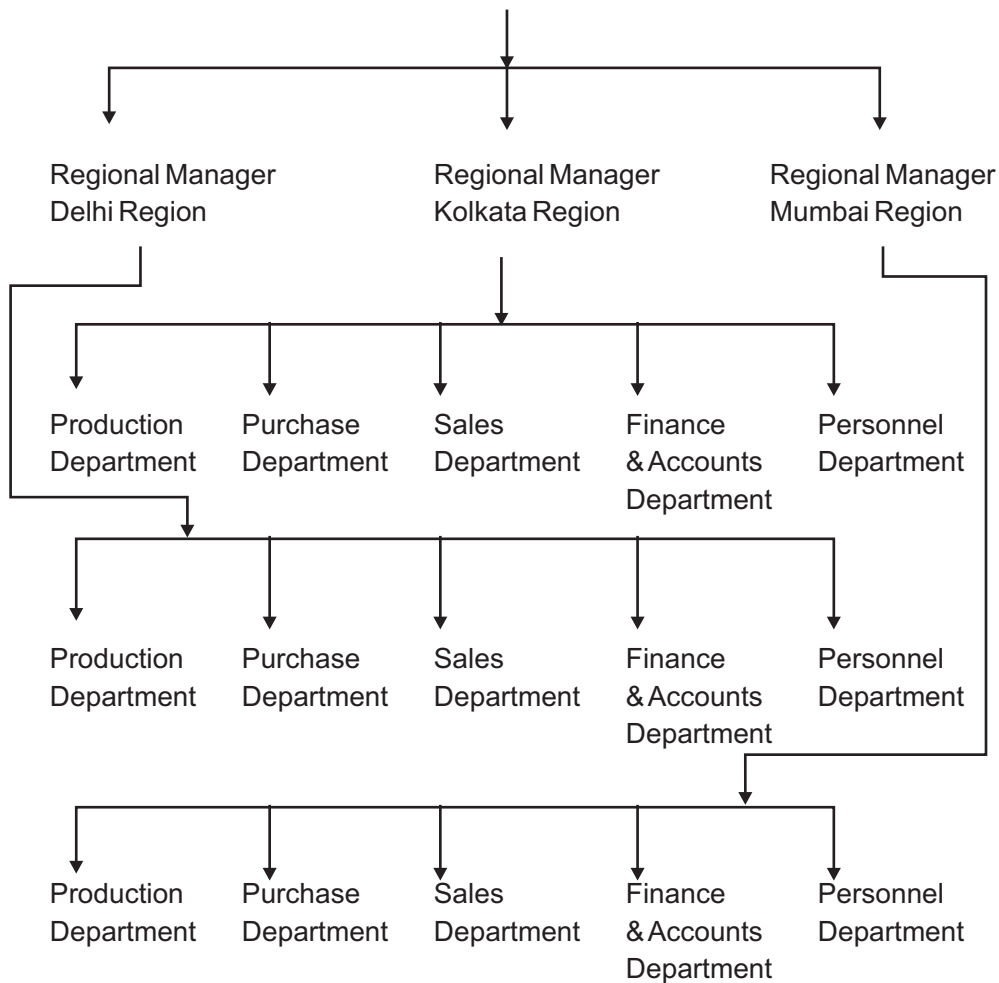 Regional Manager
Delhi Region
Regional Manager
Kolkata Region
Regional Manager
Mumbai Region
Production
Department
Purchase
Department
Sales
Department
Finance
& Accounts
Department
Personnel
Department
Production
Department
Purchase
Department
Sales
Department
Finance
& Accounts
Department
Personnel
Department
Production
Department
Purchase
Department
Sales
Department
Finance
& Accounts
Department
Personnel
Department